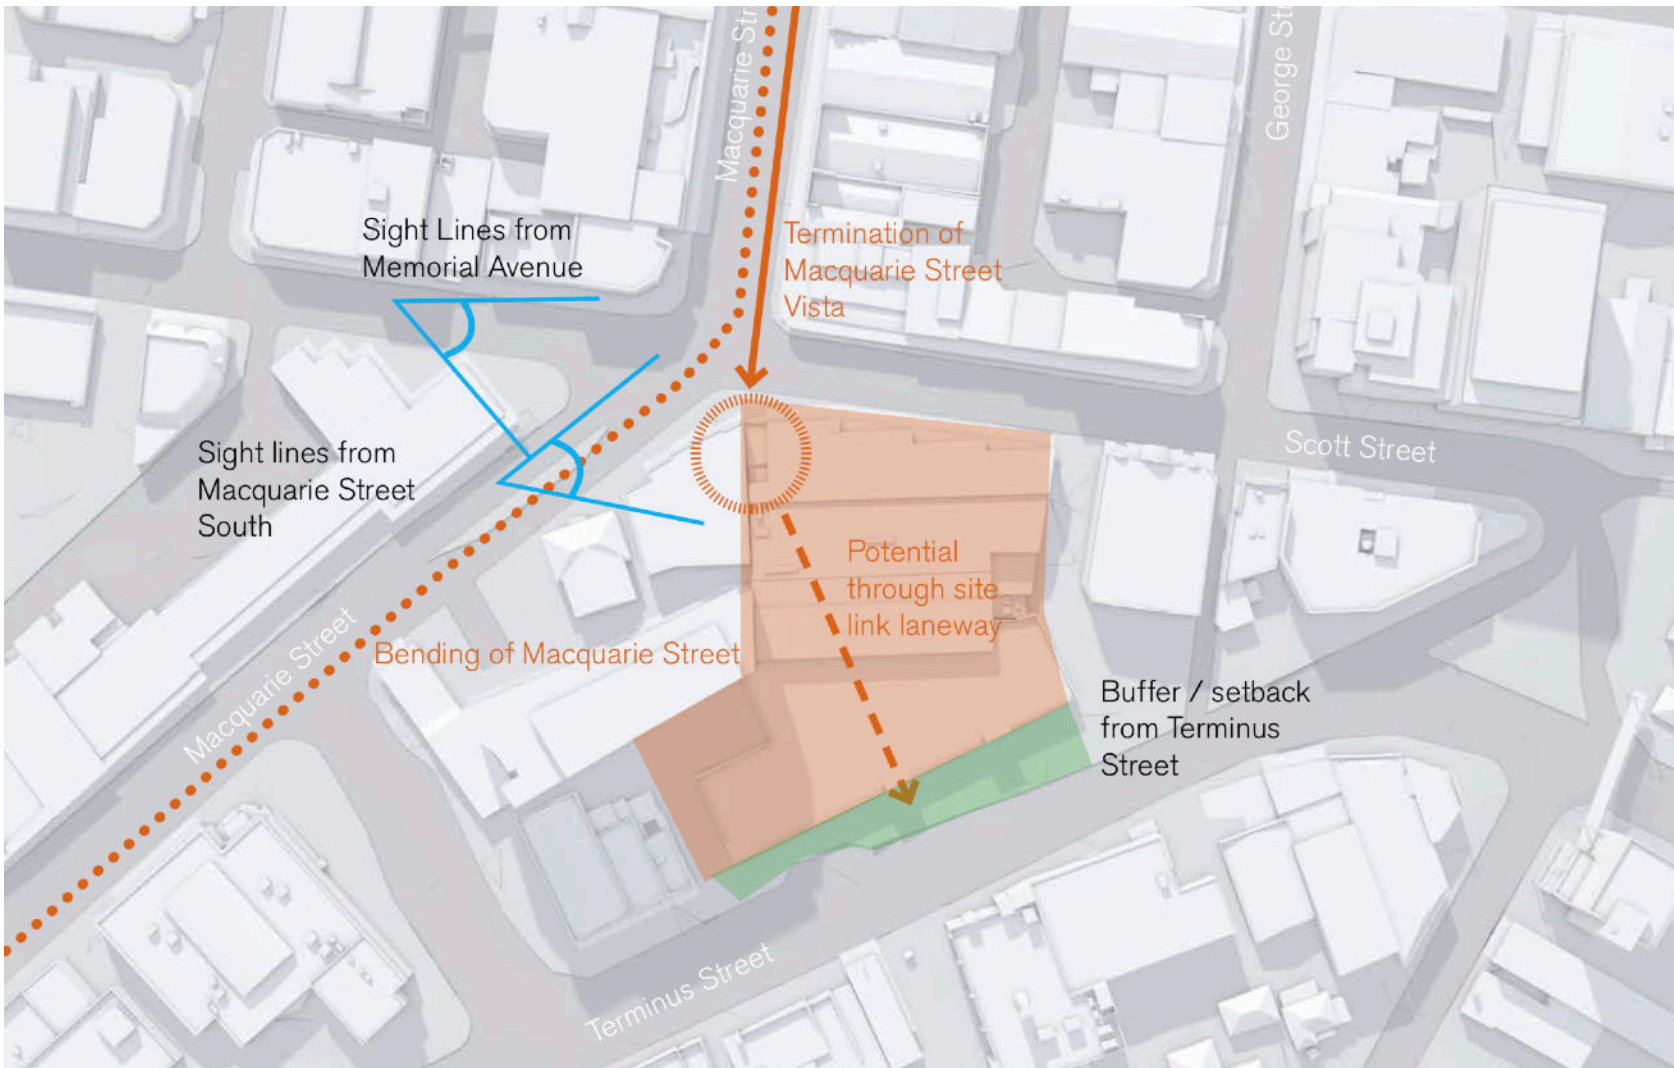 Macquarie Str
George Str
Sight Lines from
Memorial Avenue
Termination of
Macquarie Street
Vista
Sight lines from
Macquarie Street
South
Scott Street
Potential
through site
link laneway
Bending of Macquarie Street
Macquarie Street
Buffer / setback
from Terminus
Street
Terminus Street